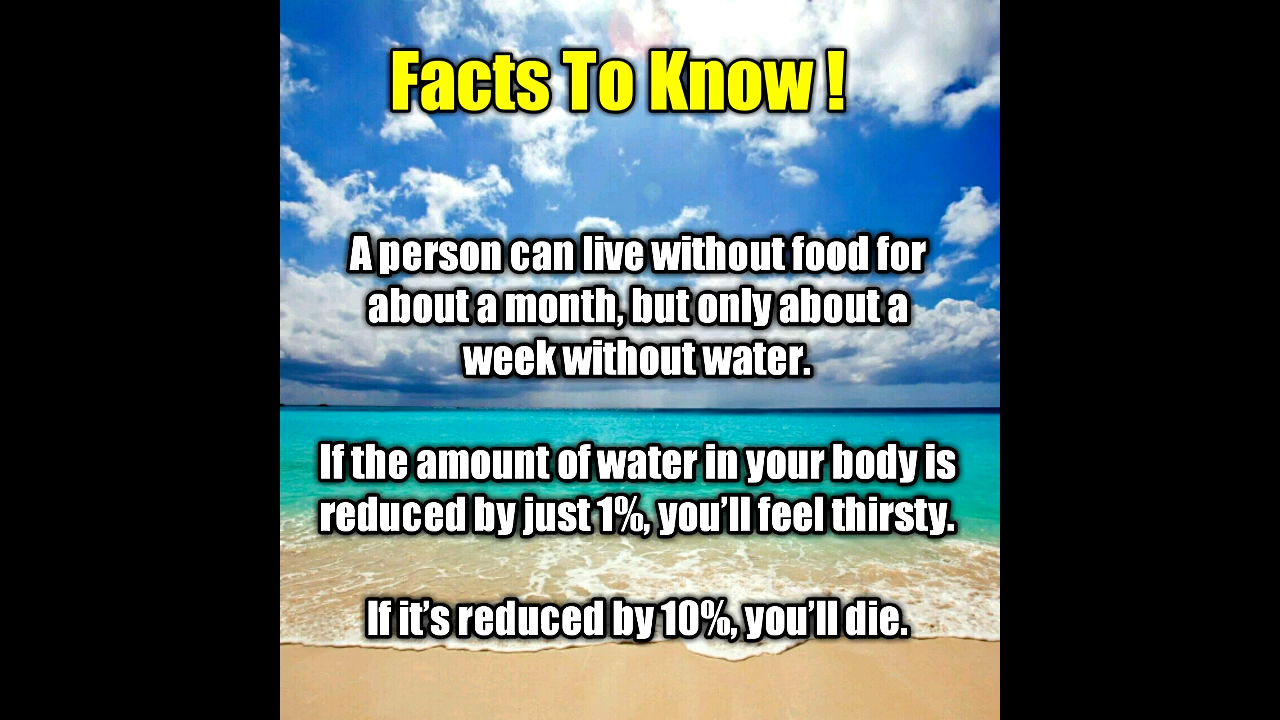 Facts To Know !
A person can live without food for
about a month, but only about a
week without water.
If the amount of water in your body is
reduced by just 1%, you’ll feel thirsty.
If it’s reduced by 10%, you’ll die.